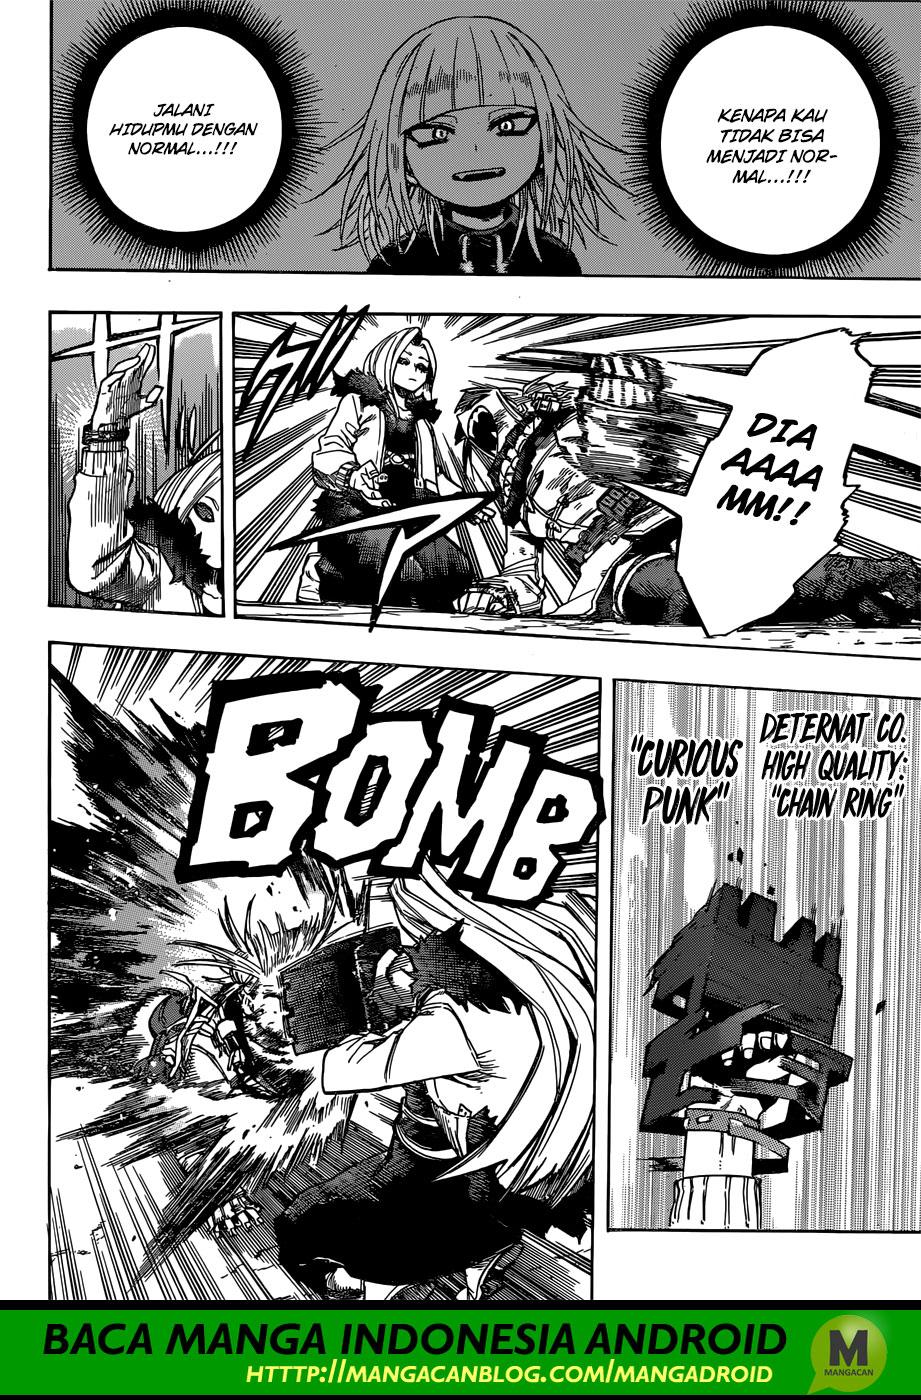 KENAPA KAU
TIDAK BISA
MENJADI NOR-
MAL...!!!
JALANI
HIDUPMU DENGAN
NORMAL...!!!
DIA
AAAA
MM!!
DETERNAT CO.
HIGH QUALITY:
"CHAIN RING"
"CURIOUS
PUNK"
BOMB
BACA MANGA INDONESIA ANDROID
HTTTP://MANGACANBLOG.COM/MANGADROID
M
MANGACAN